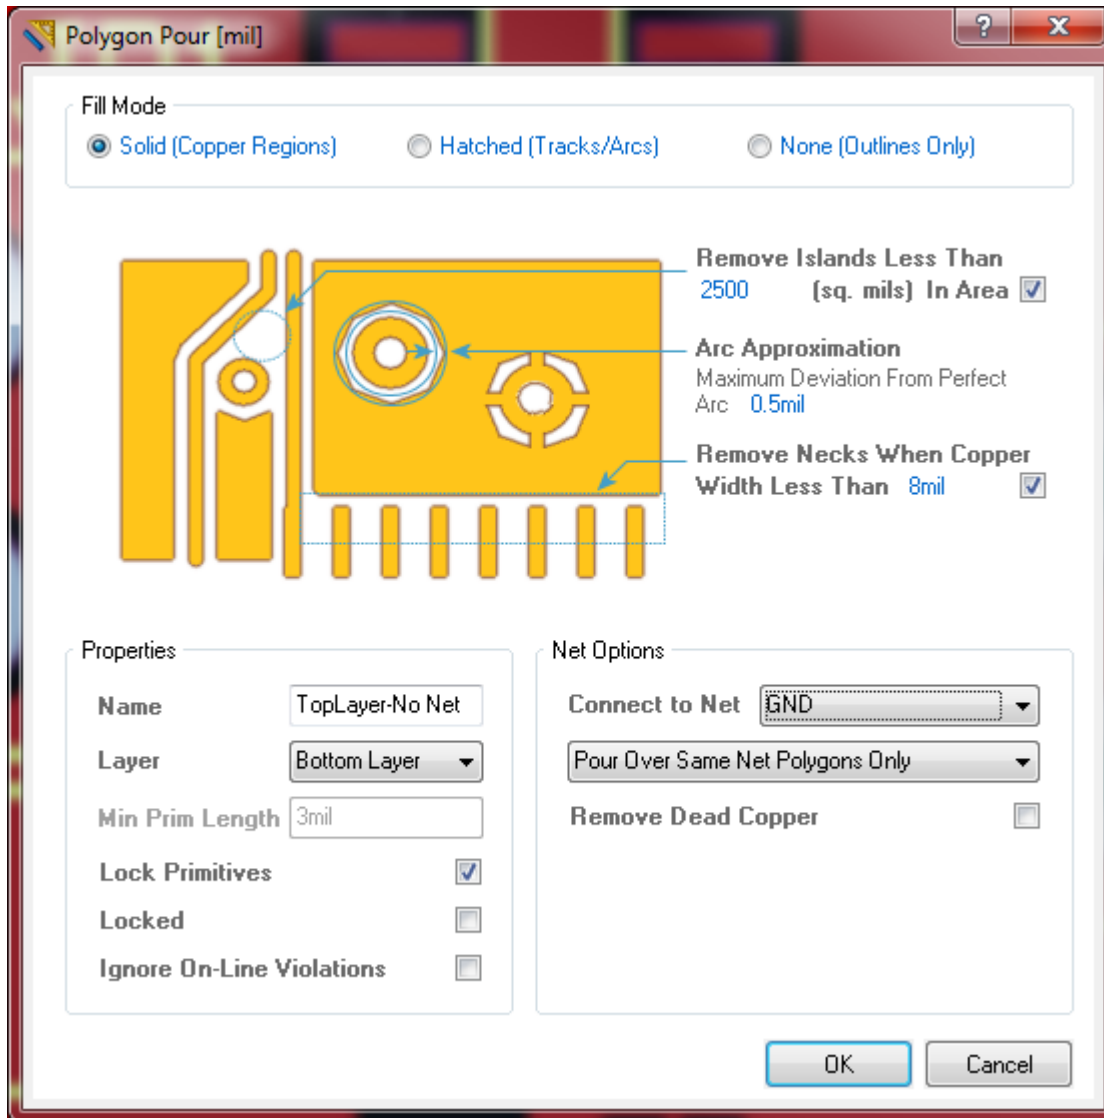 Polygon Pour [mil]
?
Fill Mode
Solid (Copper Regions)
Hatched (Tracks/Arcs)
None (Outlines Only)
Remove Islands Less Than
2500 (sq. mils) In Area
Arc Approximation
Maximum Deviation From Perfect
Arc 0.5mil
Remove Necks When Copper
Width Less Than 8mil
Properties
Name TopLayer-No Net
Layer Bottom Layer
Min Prim Length 3mil
Lock Primitives
Locked
Ignore On-Line Violations
Net Options
Connect to Net GND
Pour Over Same Net Polygons Only
Remove Dead Copper
OK
Cancel